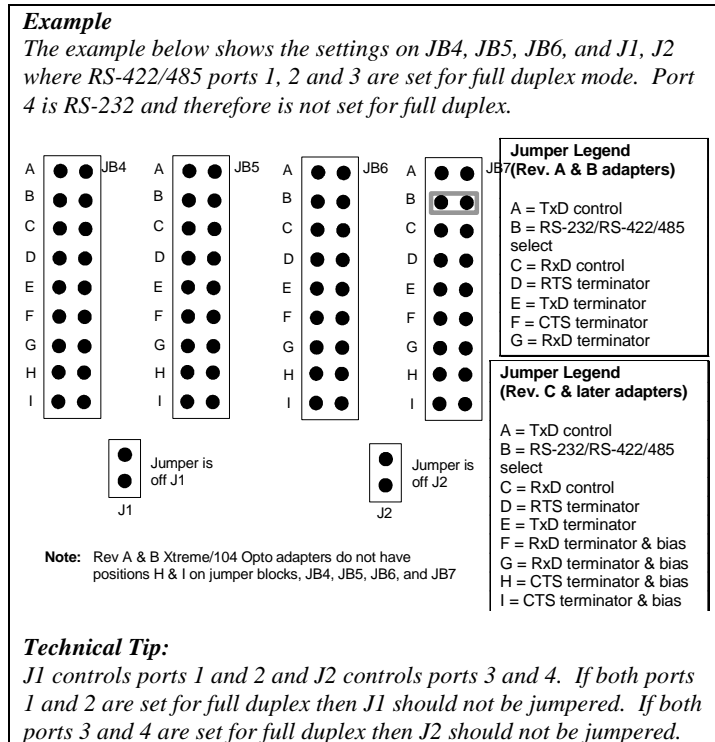 Example
The example below shows the settings on JB4, JB5, JB6, and J1, J2
where RS-422/485 ports 1, 2 and 3 are set for full duplex mode. Port
4 is RS-232 and therefore is not set for full duplex.
A JB4 A JB5 A JB6 A JB7
B B B B
C C C C
D D D D
E E E E
F F F F
G G G G
H H H H
I I I I
Jumper is
off J1
J1
Jumper is
off J2
J2
Note: Rev A & B Xtreme/104 Opto adapters do not have
positions H & I on jumper blocks, JB4, JB5, JB6, and JB7
Jumper Legend
(Rev. A & B adapters)
A = TxD control
B = RS-232/RS-422/485
select
C = RxD control
D = RTS terminator
E = TxD terminator
F = CTS terminator
G = RxD terminator
Jumper Legend
(Rev. C & later adapters)
A = TxD control
B = RS-232/RS-422/485
select
C = RxD control
D = RTS terminator
E = TxD terminator
F = RxD terminator & bias
G = RxD terminator & bias
H = CTS terminator & bias
I = CTS terminator & bias
Technical Tip:
J1 controls ports 1 and 2 and J2 controls ports 3 and 4. If both ports
1 and 2 are set for full duplex then J1 should not be jumpered. If both
ports 3 and 4 are set for full duplex then J2 should not be jumpered.